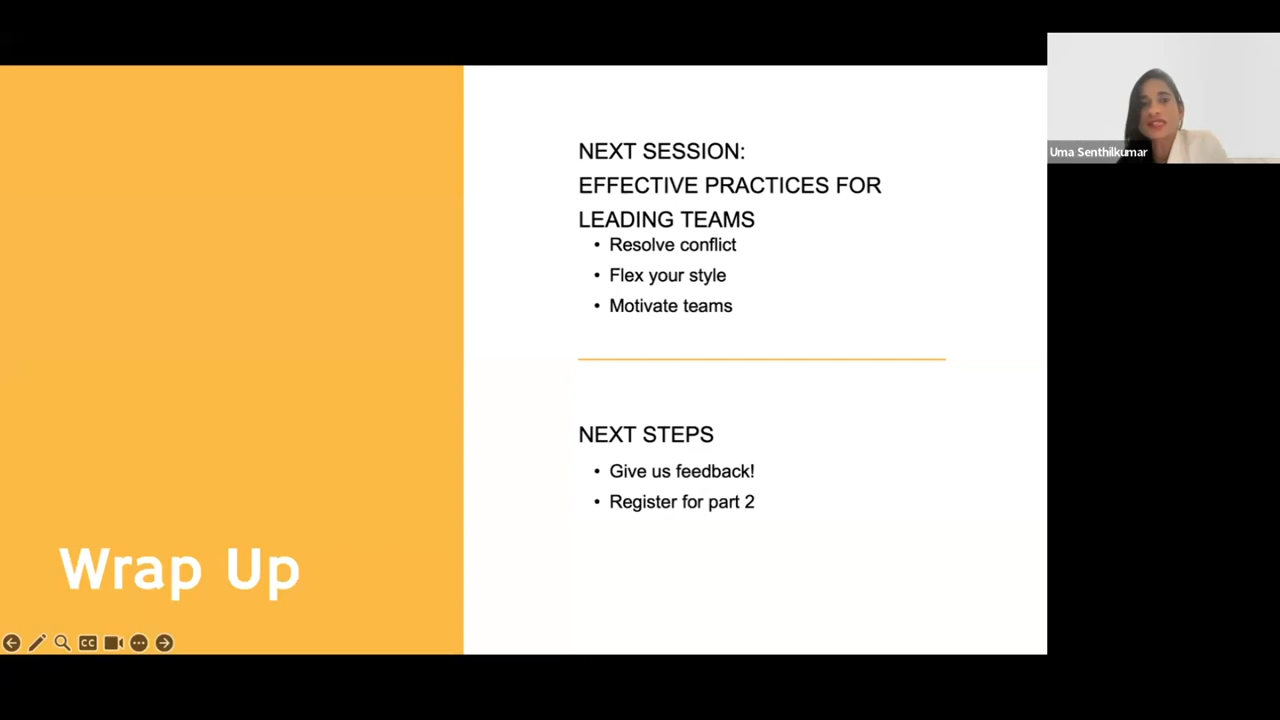 NEXT SESSION:
EFFECTIVE PRACTICES FOR
LEADING TEAMS
• Resolve conflict
• Flex your style
• Motivate teams
NEXT STEPS
• Give us feedback!
• Register for part 2
Wrap Up
CC
Uma Senthilkumar